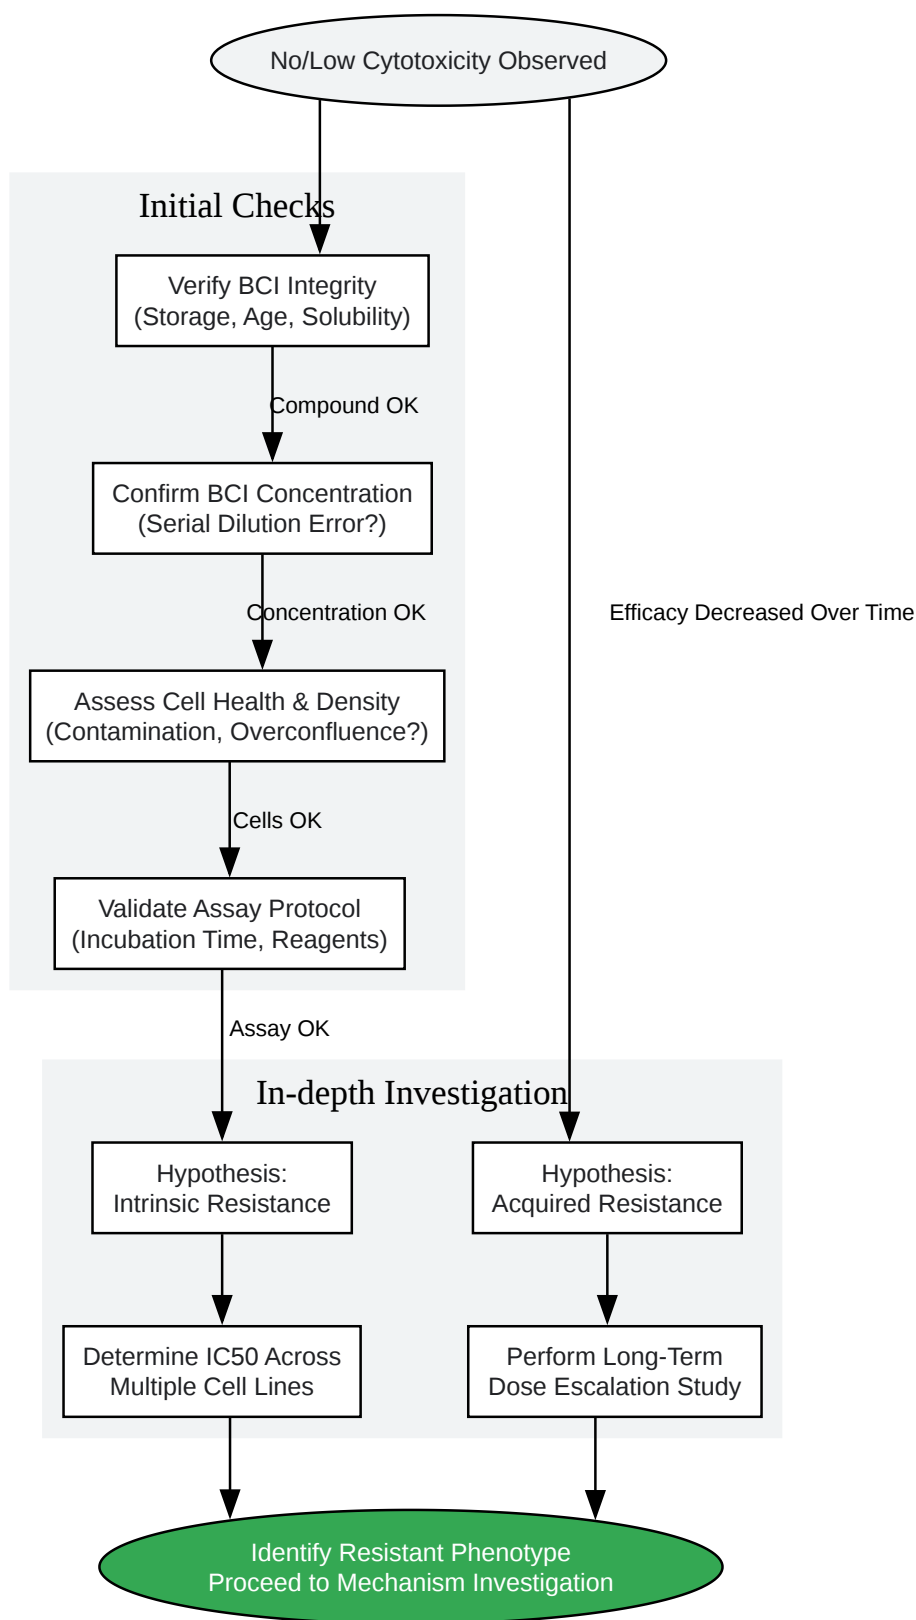 No/Low Cytotoxicity Observed
Initial Checks
Verify BCI Integrity
(Storage, Age, Solubility)
Compound OK
Confirm BCI Concentration
(Serial Dilution Error?)
Concentration OK
Efficacy Decreased Over Time
Assess Cell Health & Density
(Contamination, Overconfluence?)
Cells OK
Validate Assay Protocol
(Incubation Time, Reagents)
Assay OK
In-depth Investigation
Hypothesis:
Intrinsic Resistance
Hypothesis:
Acquired Resistance
Determine IC50 Across
Multiple Cell Lines
Perform Long-Term
Dose Escalation Study
Identify Resistant Phenotype
Proceed to Mechanism Investigation